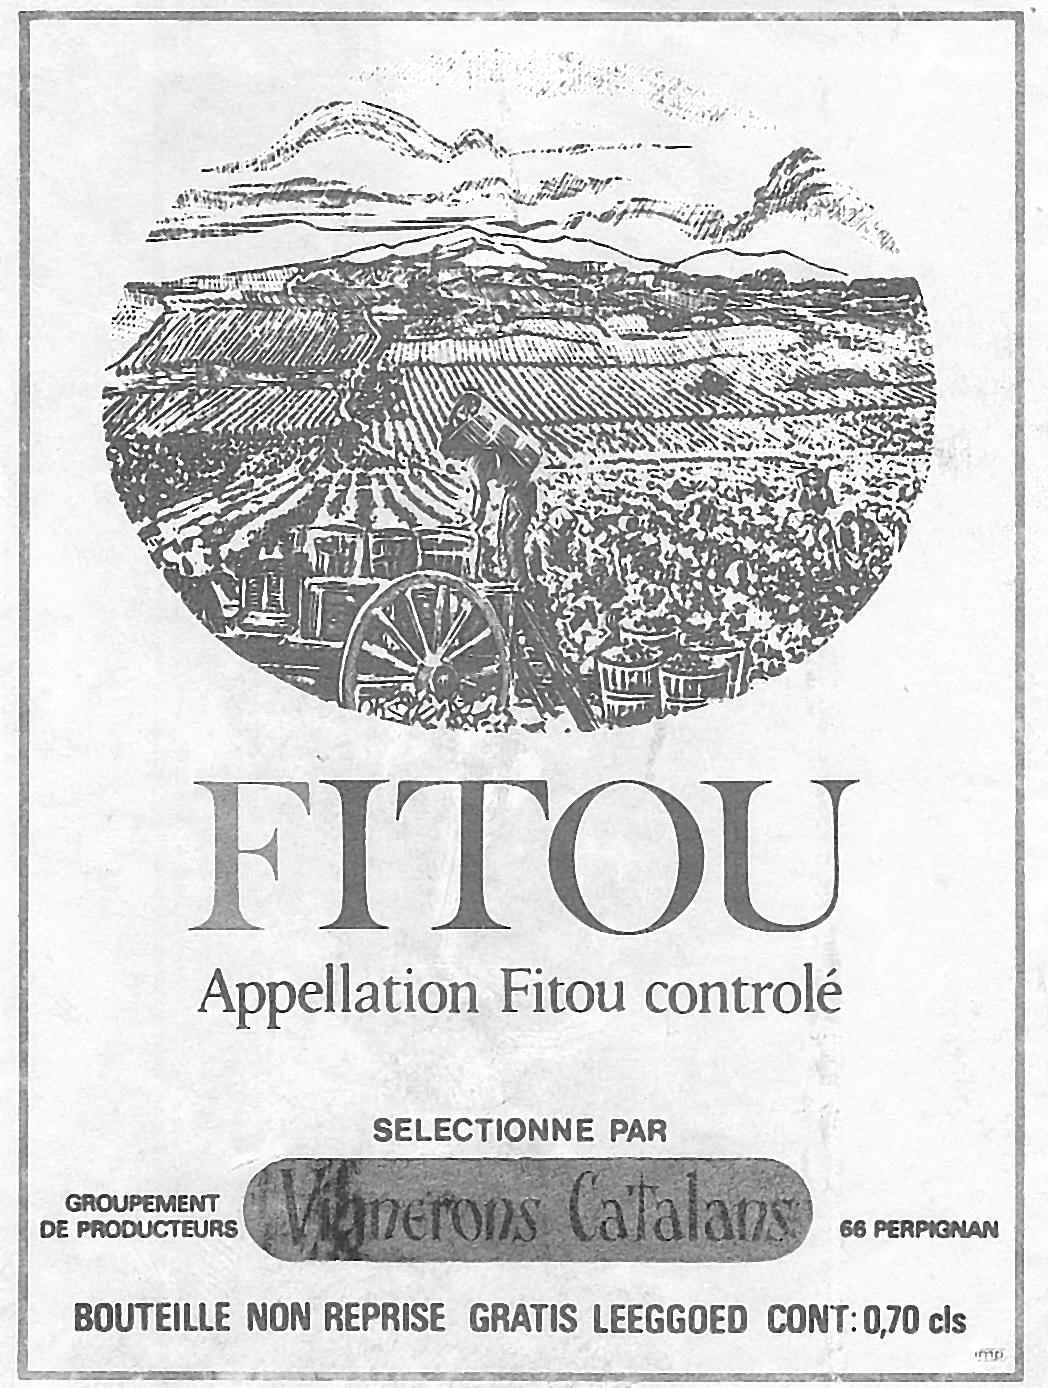 FITOU
Appellation Fitou controlé
SELECTIONNE PAR
GROUPEMENT
DE PRODUCTEURS
Vignerons Catalans
66 PERPIGNAN
BOUTEILLE NON REPRISE GRATIS LEEGGOED CONT: 0,70 cls
imp